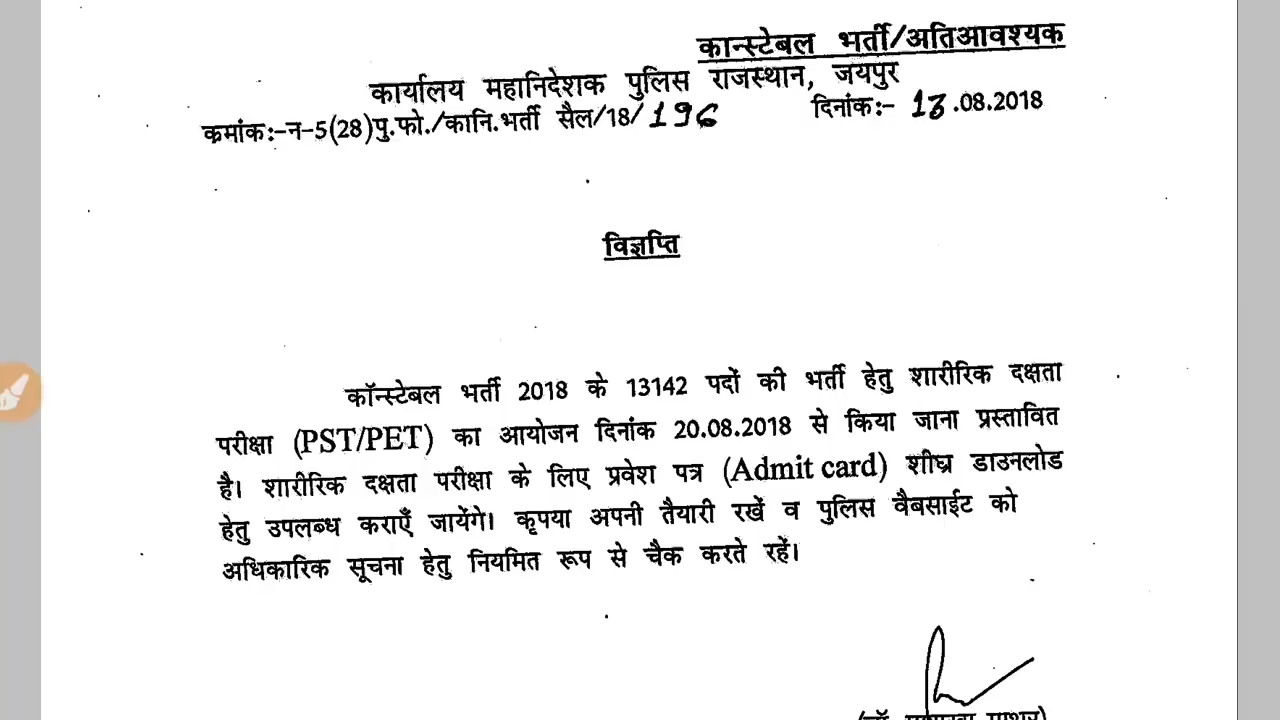 कान्स्टेबल भर्ती/अतिआवश्यक
कार्यालय महानिदेशक पुलिस राजस्थान, जयपुर
कमांकः-न-5(28)पु.फो./कानि.भर्ती सैल/18/196 दिनांकः- 13.08.2018
विज्ञप्ति
कॉन्स्टेबल भर्ती 2018 के 13142 पदों की भर्ती हेतु शारीरिक दक्षता
परीक्षा (PST/PET) का आयोजन दिनांक 20.08.2018 से किया जाना प्रस्तावित
है। शारीरिक दक्षता परीक्षा के लिए प्रवेश पत्र (Admit card) शीघ्र डाउनलोड
हेतु उपलब्ध कराएँ जायेंगे। कृपया अपनी तैयारी रखें व पुलिस वैबसाईट को
अधिकारिक सूचना हेतु नियमित रूप से चैक करते रहें।